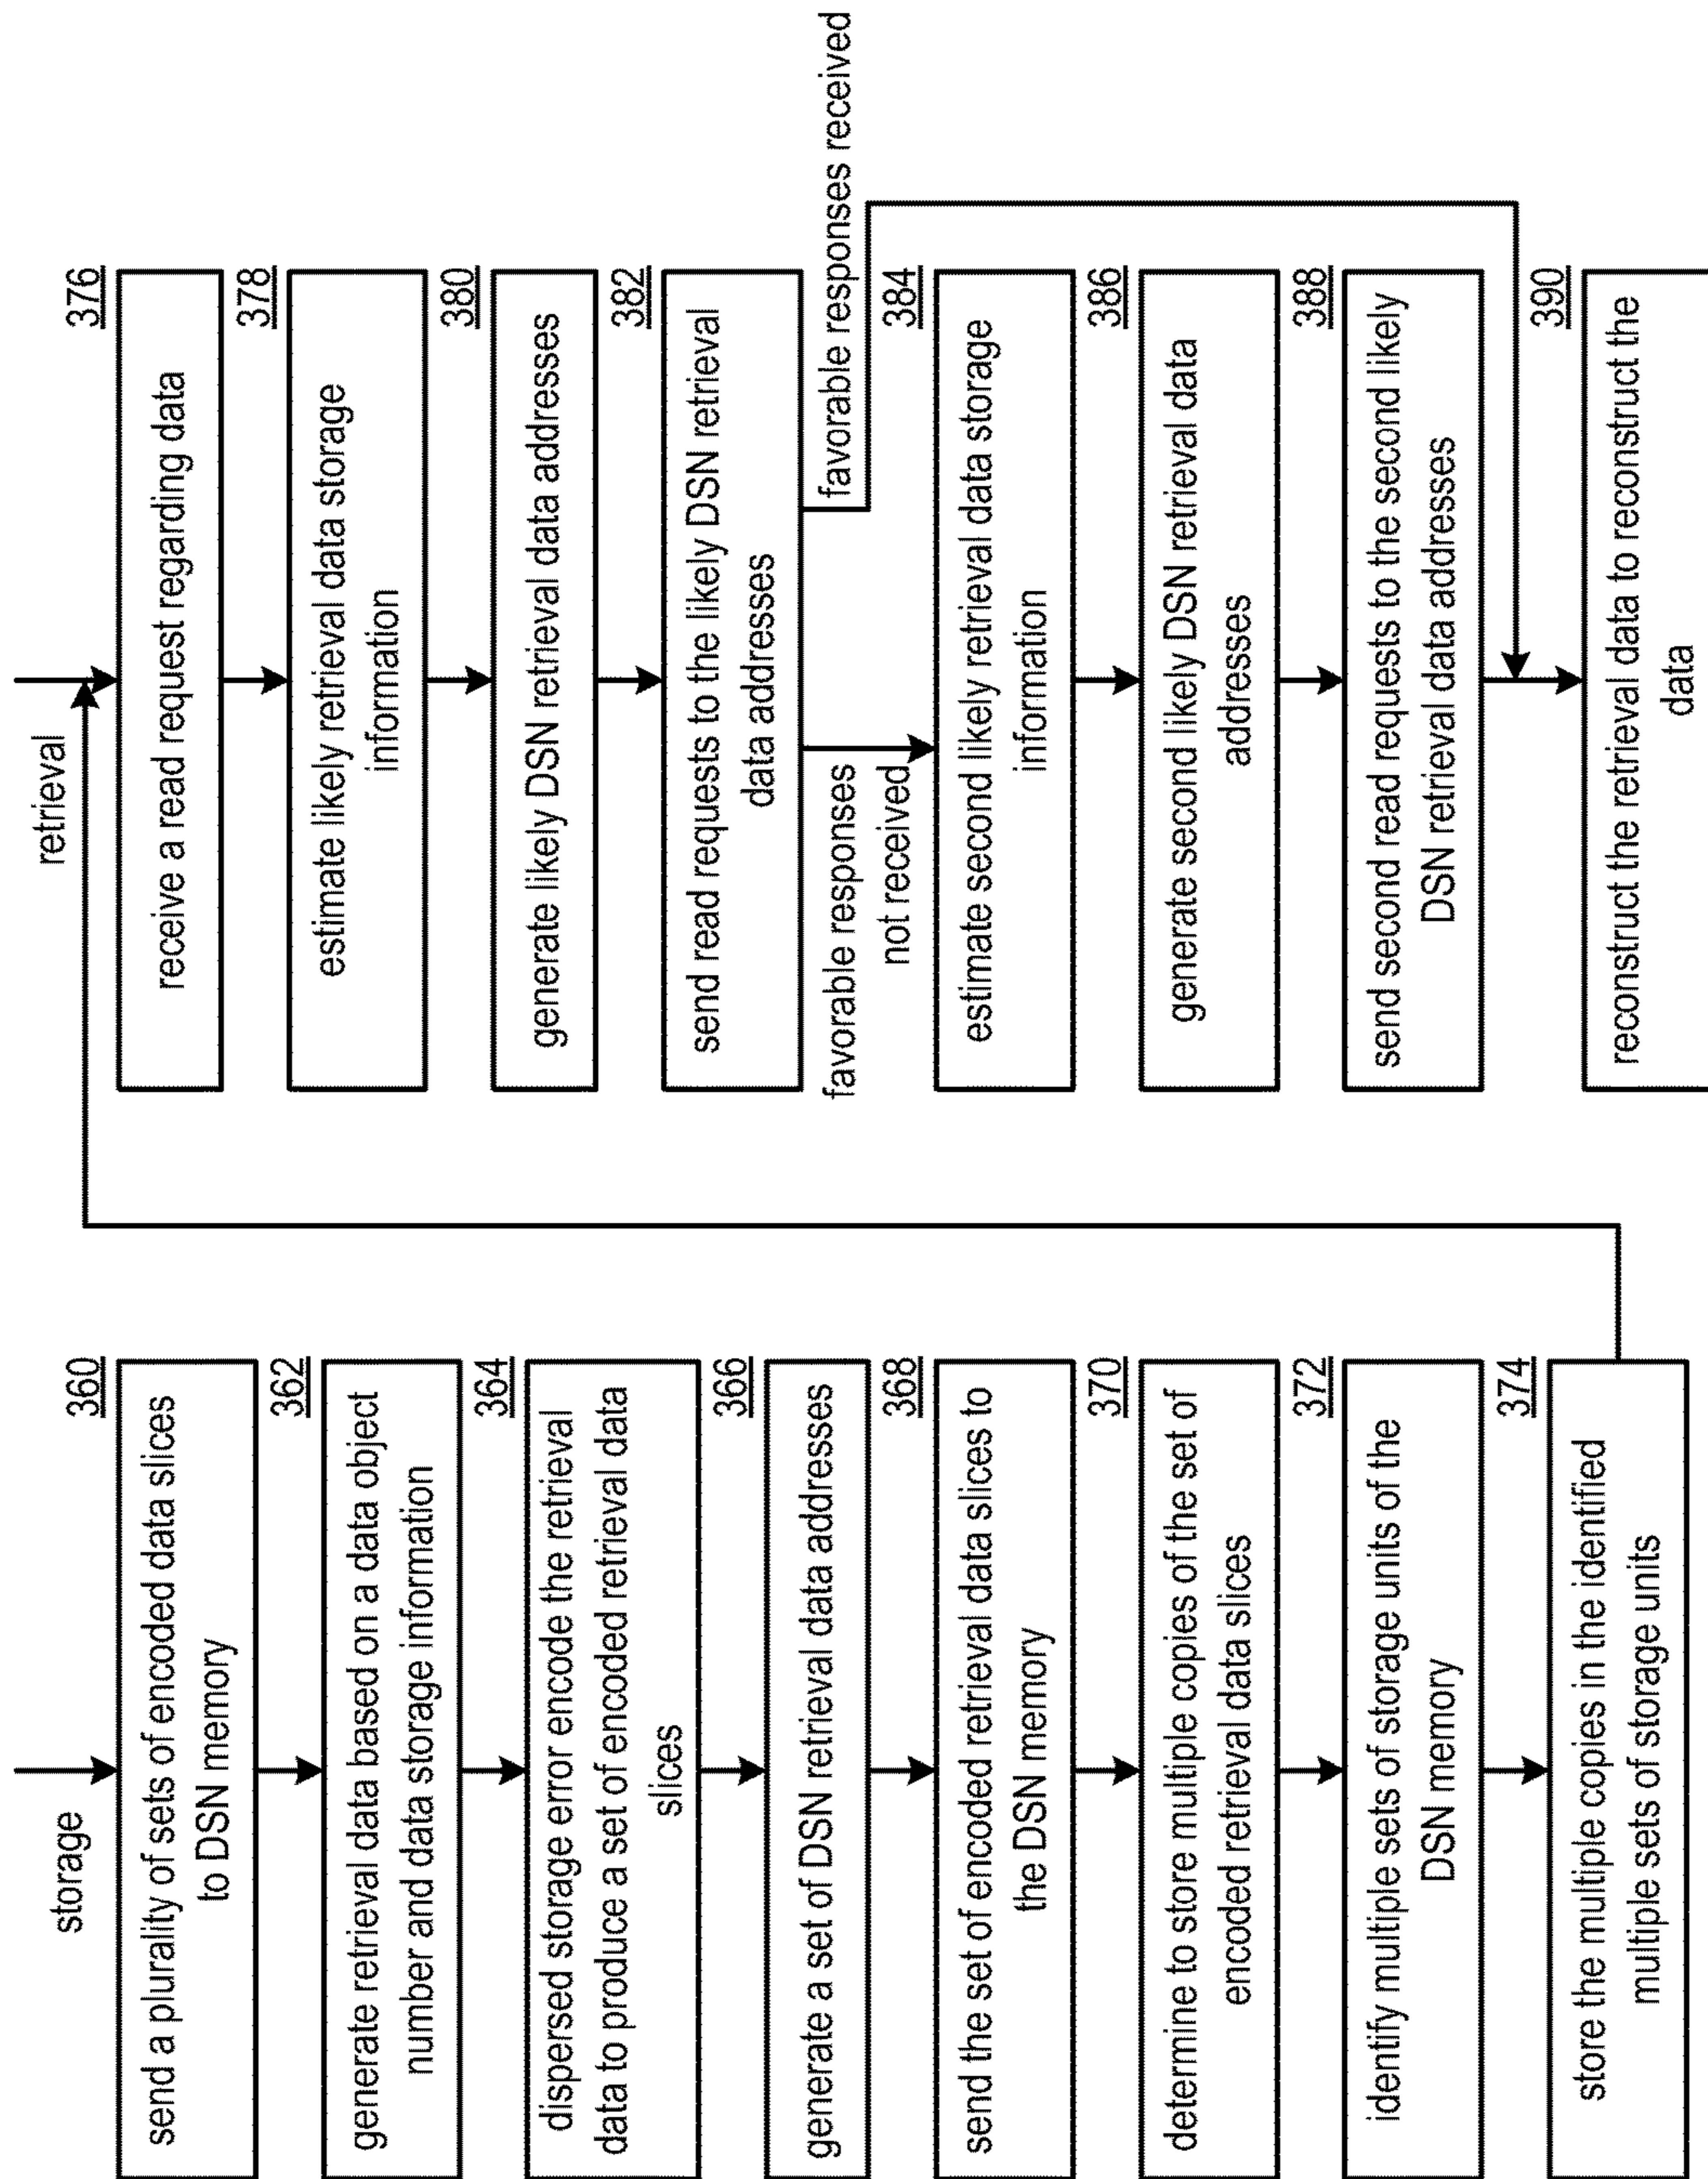 storage
360
send a plurality of sets of encoded data slices
to DSN memory
362
generate retrieval data based on a data object
number and data storage information
364
dispersed storage error encode the retrieval
data to produce a set of encoded retrieval data
slices
366
generate a set of DSN retrieval data addresses
368
send the set of encoded retrieval data slices to
the DSN memory
370
determine to store multiple copies of the set of
encoded retrieval data slices
372
identify multiple sets of storage units of the
DSN memory
374
store the multiple copies in the identified
multiple sets of storage units
retrieval
376
receive a read request regarding data
378
estimate likely retrieval data storage
information
380
generate likely DSN retrieval data addresses
382
send read requests to the likely DSN retrieval
data addresses
favorable responses
not received
favorable responses received
384
estimate second likely retrieval data storage
information
386
generate second likely DSN retrieval data
addresses
388
send second read requests to the second likely
DSN retrieval data addresses
390
reconstruct the retrieval data to reconstruct the
data